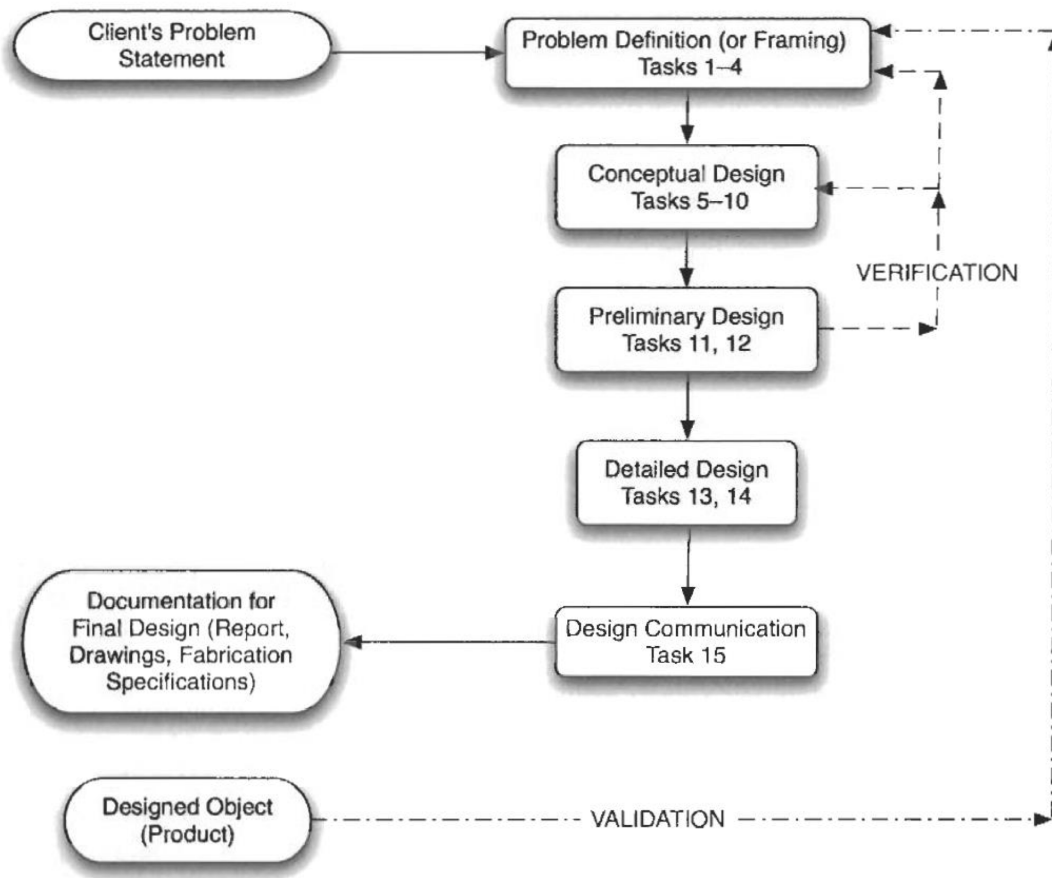 Client's Problem
Statement
Problem Definition (or Framing)
Tasks 1–4
Conceptual Design
Tasks 5–10
VERIFICATION
Preliminary Design
Tasks 11, 12
Detailed Design
Tasks 13, 14
Documentation for
Final Design (Report,
Drawings, Fabrication
Specifications)
Design Communication
Task 15
Designed Object
(Product)
VALIDATION